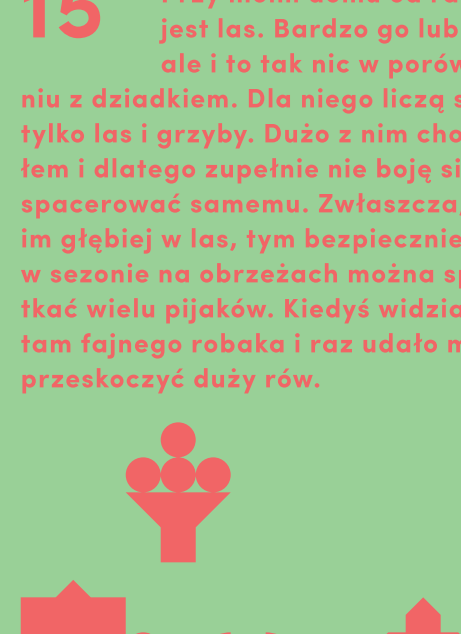 15
jest las. Bardzo go lub
ale i to tak nic w porów
niu z dziadkiem. Dla niego liczą s
tylko las i grzyby. Dużo z nim cho
łem i dlatego zupełnie nie boję si
spacerować samemu. Zwłaszcza,
im głębiej w las, tym bezpiecznie
w sezonie na obrzeżach można sp
tkać wielu pijaków. Kiedyś widzia
tam fajnego robaka i raz udało m
przeskoczyć duży rów.